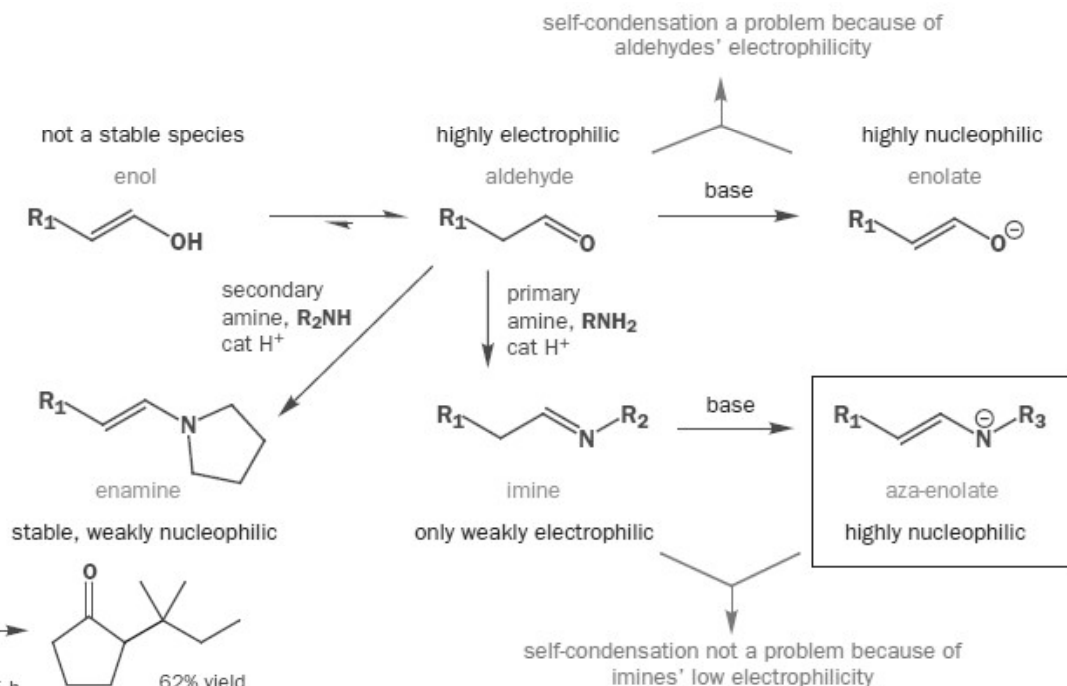 self-condensation a problem because of
aldehydes' electrophilicity
not a stable species
highly electrophilic
highly nucleophilic
enol
aldehyde
enolate
base
R₁
OH
R₁
O
R₁
O⊖
secondary
amine, R₂NH
cat H⁺
primary
amine, RNH₂
cat H⁺
R₁
N
R₁
N
R₂
base
R₁
N
⊖
R₃
enamine
imine
aza-enolate
stable, weakly nucleophilic
only weakly electrophilic
highly nucleophilic
O
62% yield
self-condensation not a problem because of
imines' low electrophilicity